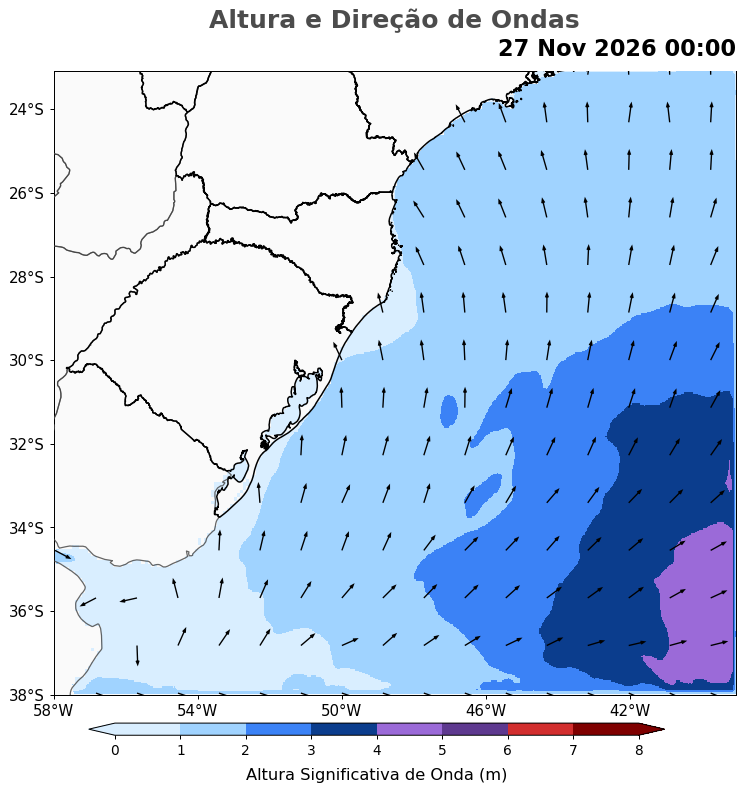 Altura e Direção de Ondas
27 Nov 2026 00:00
24°S
26°S
28°S
30°S
32°S
34°S
36°S
38°S
58°W 54°W 50°W 46°W 42°W
0 1 2 3 4 5 6 7 8
Altura Significativa de Onda (m)